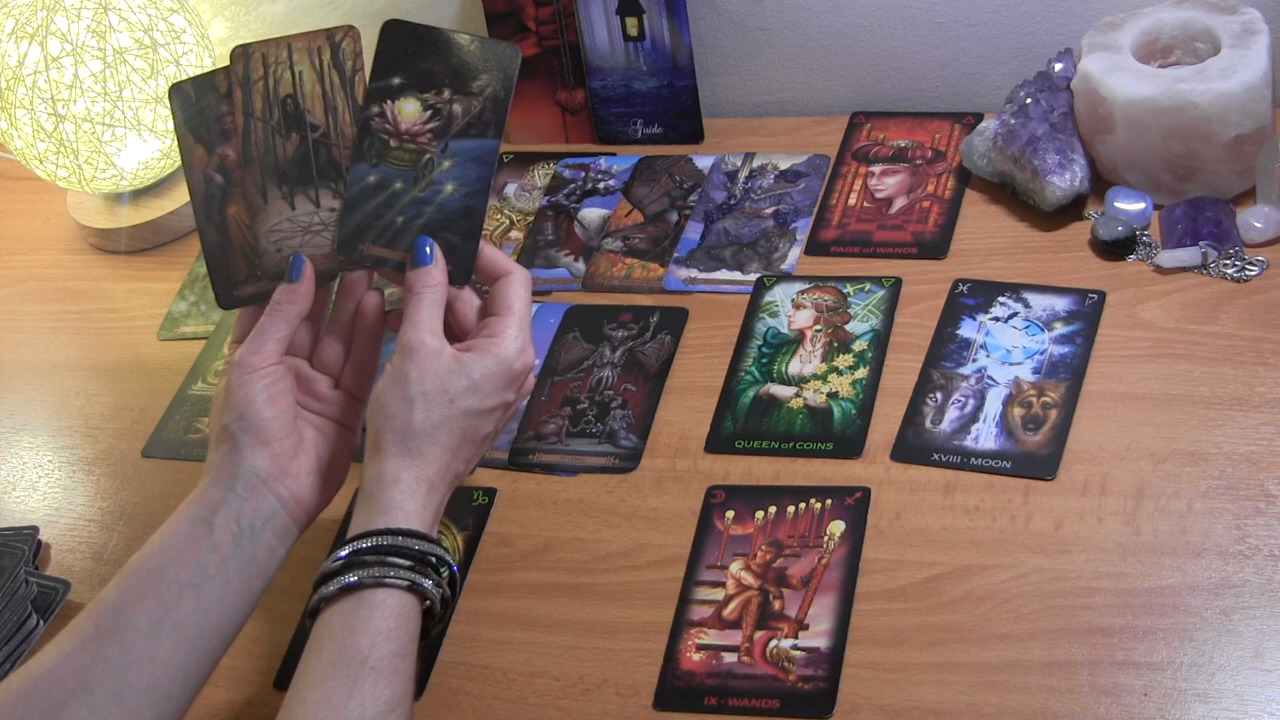 Guide
PAGE of WANDS
QUEEN of COINS
XVIII · MOON
IX · WANDS